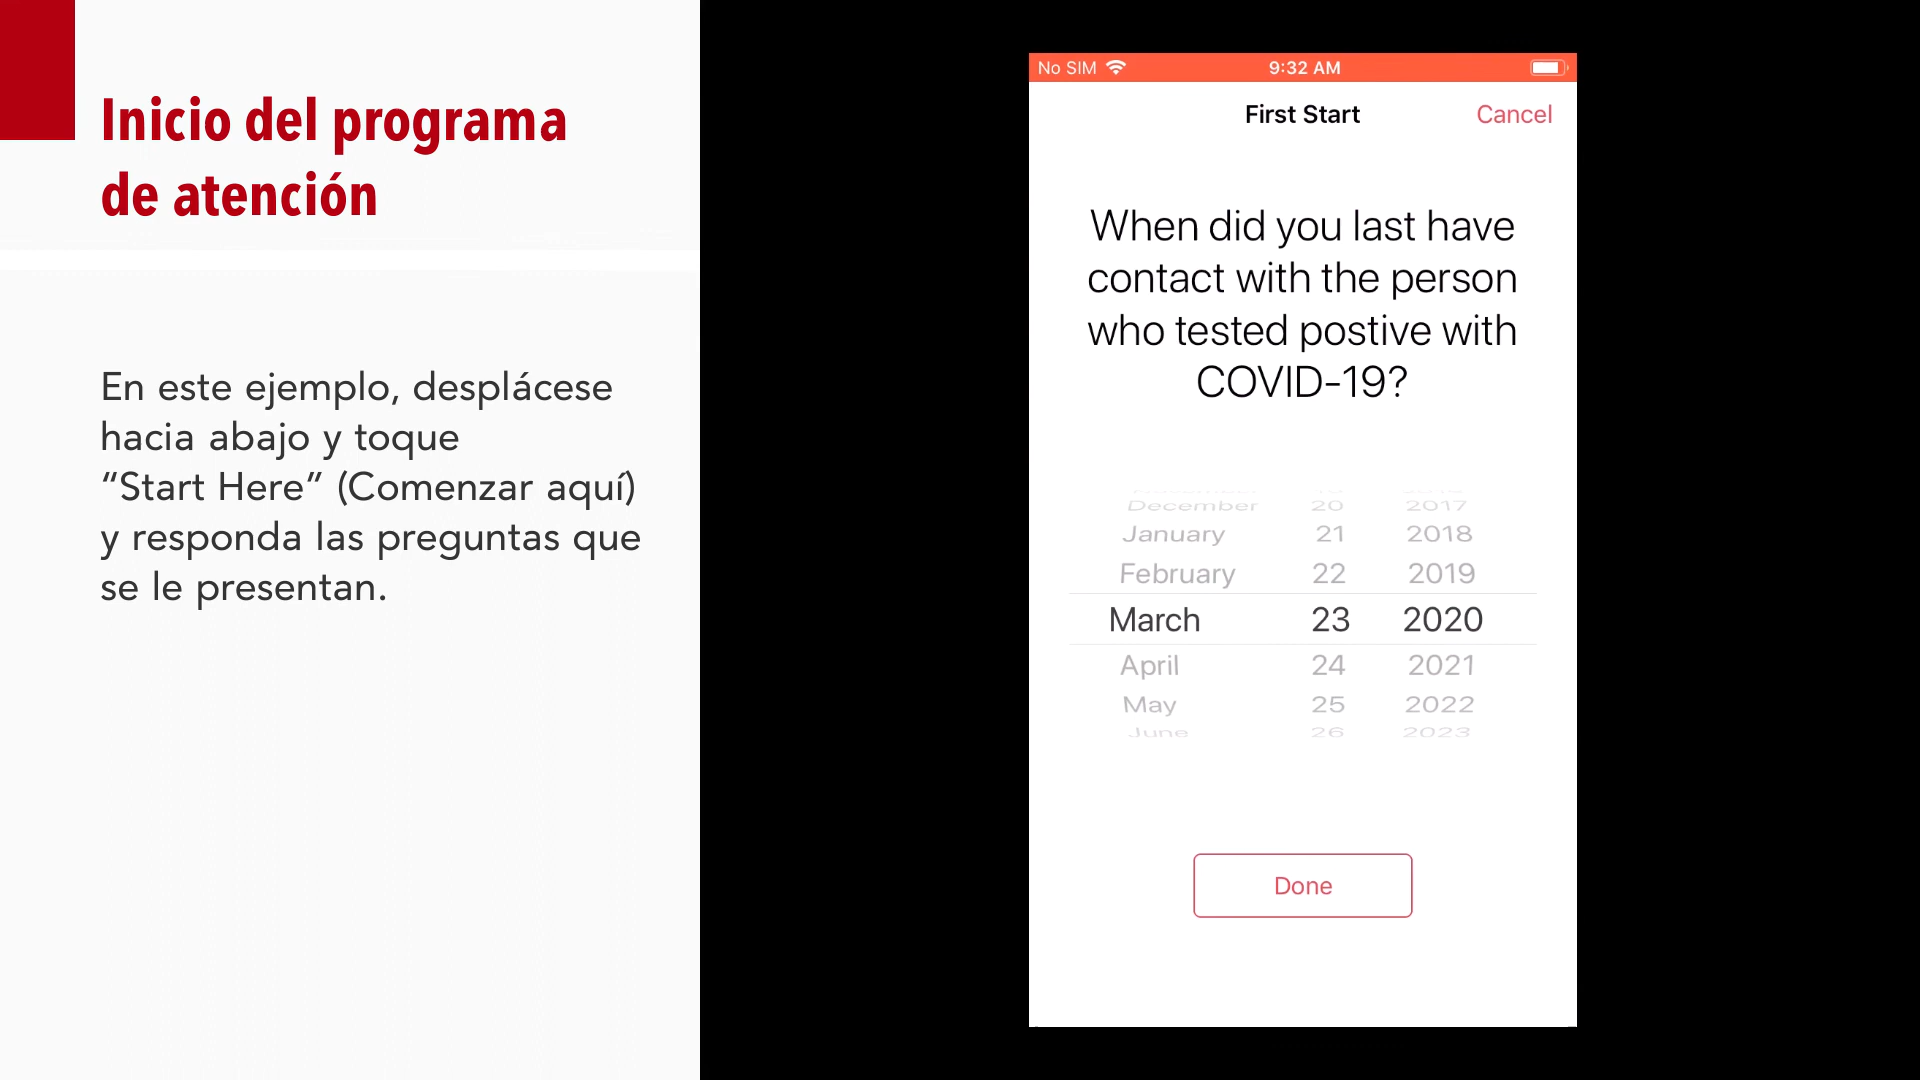 Inicio del programa
de atención
En este ejemplo, desplácese
hacia abajo y toque
“Start Here” (Comenzar aquí)
y responda las preguntas que
se le presentan.
No SIM 9:32 AM
First Start Cancel
When did you last have
contact with the person
who tested postive with
COVID-19?
December 20 2017
January 21 2018
February 22 2019
March 23 2020
April 24 2021
May 25 2022
June 26 2023
Done